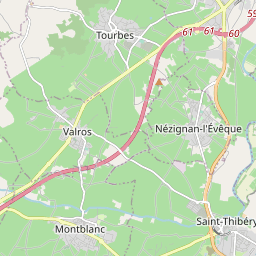 Tourbes
61
61
60
59
Valros
Nézignan-l'Évêque
Saint-Thibéry
Montblanc